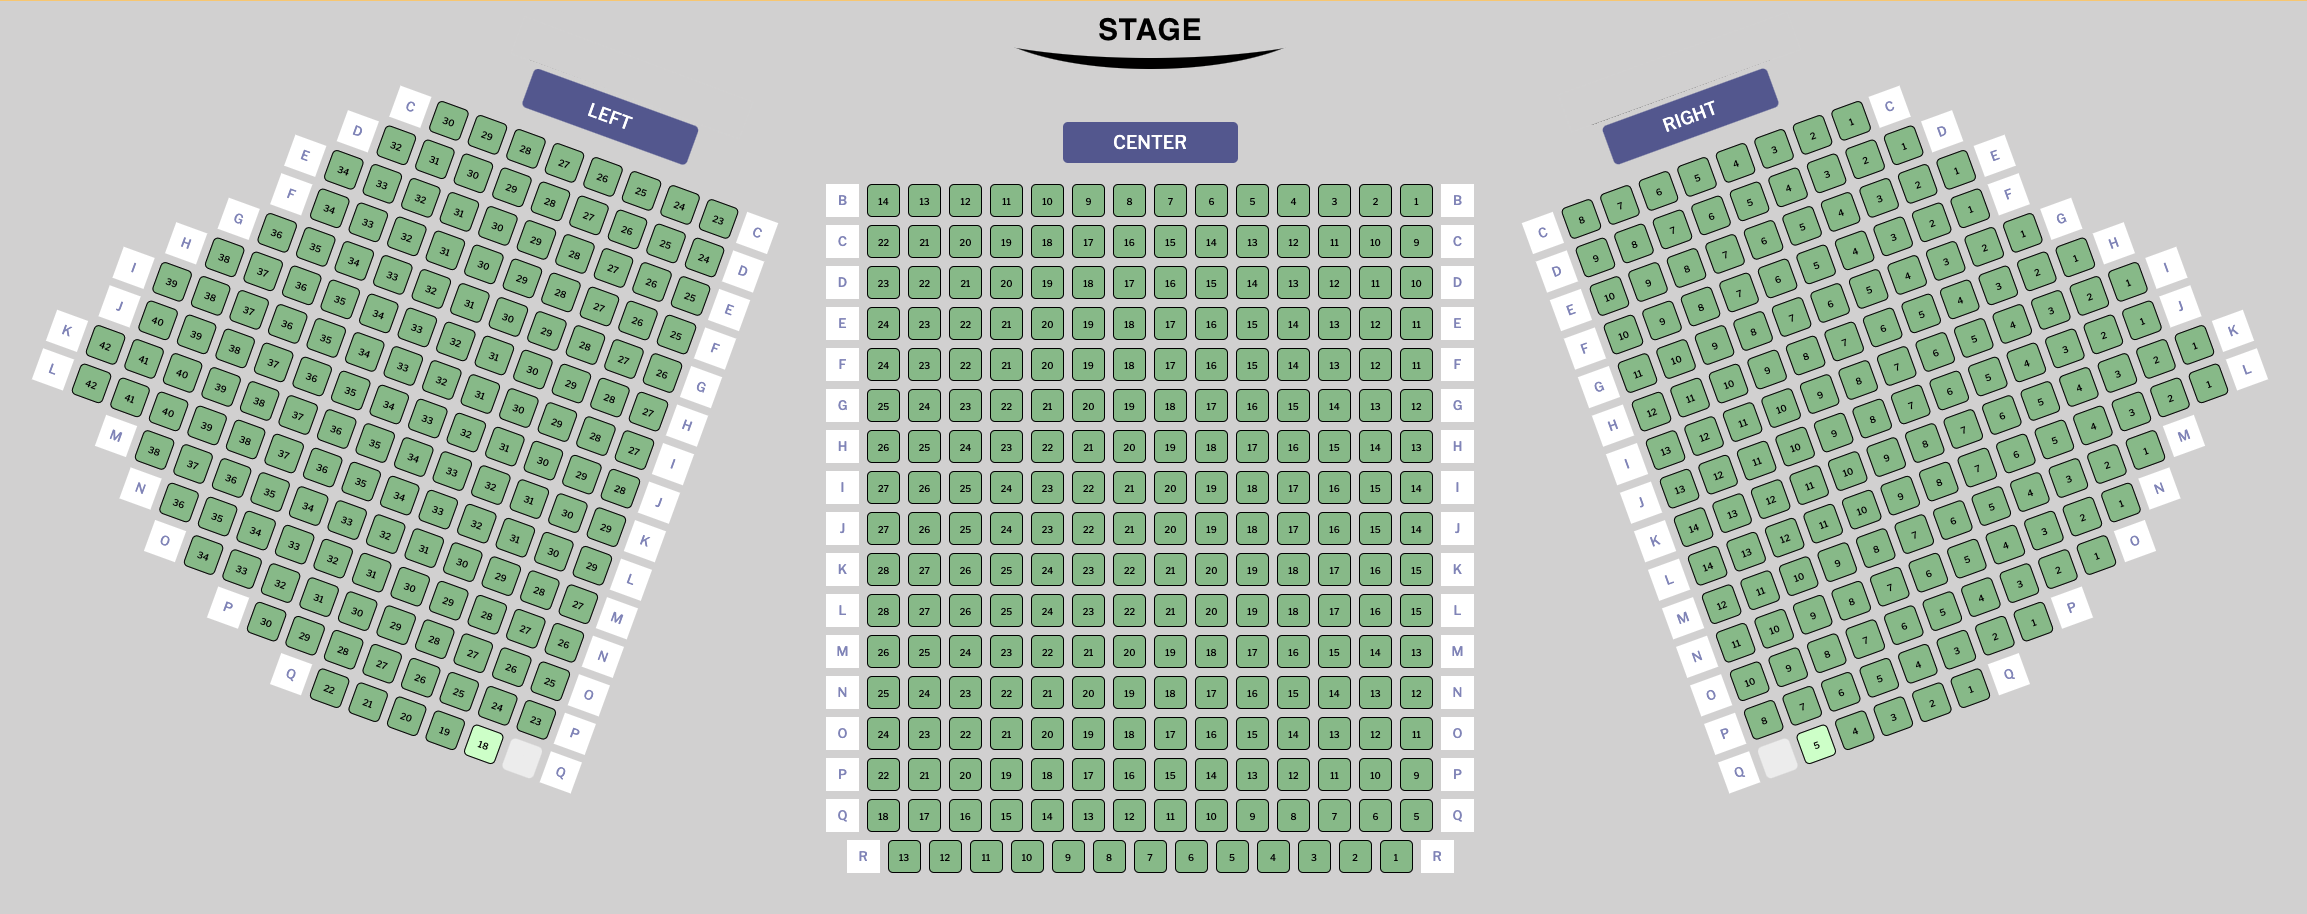 STAGE
LEFT
CENTER
RIGHT
C 30 29 28 27 26 25 24 23 C
D 32 31 30 29 28 27 26 25 24 D
E 34 33 32 31 30 29 28 27 26 25 E
F 34 33 32 31 30 29 28 27 26 25 F
G 36 35 34 33 32 31 30 29 28 27 26 G
H 38 37 36 35 34 33 32 31 30 29 28 27 H
I 39 38 37 36 35 34 33 32 31 30 29 28 27 I
J 40 39 38 37 36 35 34 33 32 31 30 29 28 J
K 42 41 40 39 38 37 36 35 34 33 32 31 30 29 K
L 42 41 40 39 38 37 36 35 34 33 32 31 30 29 L
M 38 37 36 35 34 33 32 31 30 29 28 27 M
N 36 35 34 33 32 31 30 29 28 27 26 N
O 34 33 32 31 30 29 28 27 26 25 O
P 30 29 28 27 26 25 24 23 P
Q 22 21 20 19 18 Q
B 14 13 12 11 10 9 8 7 6 5 4 3 2 1 B
C 22 21 20 19 18 17 16 15 14 13 12 11 10 9 C
D 23 22 21 20 19 18 17 16 15 14 13 12 11 10 D
E 24 23 22 21 20 19 18 17 16 15 14 13 12 11 E
F 24 23 22 21 20 19 18 17 16 15 14 13 12 11 F
G 25 24 23 22 21 20 19 18 17 16 15 14 13 12 G
H 26 25 24 23 22 21 20 19 18 17 16 15 14 13 H
I 27 26 25 24 23 22 21 20 19 18 17 16 15 14 I
J 27 26 25 24 23 22 21 20 19 18 17 16 15 14 J
K 28 27 26 25 24 23 22 21 20 19 18 17 16 15 K
L 28 27 26 25 24 23 22 21 20 19 18 17 16 15 L
M 26 25 24 23 22 21 20 19 18 17 16 15 14 13 M
N 25 24 23 22 21 20 19 18 17 16 15 14 13 12 N
O 24 23 22 21 20 19 18 17 16 15 14 13 12 11 O
P 22 21 20 19 18 17 16 15 14 13 12 11 10 9 P
Q 18 17 16 15 14 13 12 11 10 9 8 7 6 5 Q
R 13 12 11 10 9 8 7 6 5 4 3 2 1 R
C 8 7 6 5 4 3 2 1 C
D 9 8 7 6 5 4 3 2 1 D
E 10 9 8 7 6 5 4 3 2 1 E
F 10 9 8 7 6 5 4 3 2 1 F
G 11 10 9 8 7 6 5 4 3 2 1 G
H 12 11 10 9 8 7 6 5 4 3 2 1 H
I 13 12 11 10 9 8 7 6 5 4 3 2 1 I
J 13 12 11 10 9 8 7 6 5 4 3 2 1 J
K 14 13 12 11 10 9 8 7 6 5 4 3 2 1 K
L 14 13 12 11 10 9 8 7 6 5 4 3 2 1 L
M 12 11 10 9 8 7 6 5 4 3 2 1 M
N 11 10 9 8 7 6 5 4 3 2 1 N
O 10 9 8 7 6 5 4 3 2 1 O
P 8 7 6 5 4 3 2 1 P
Q 5 4 3 2 1 Q